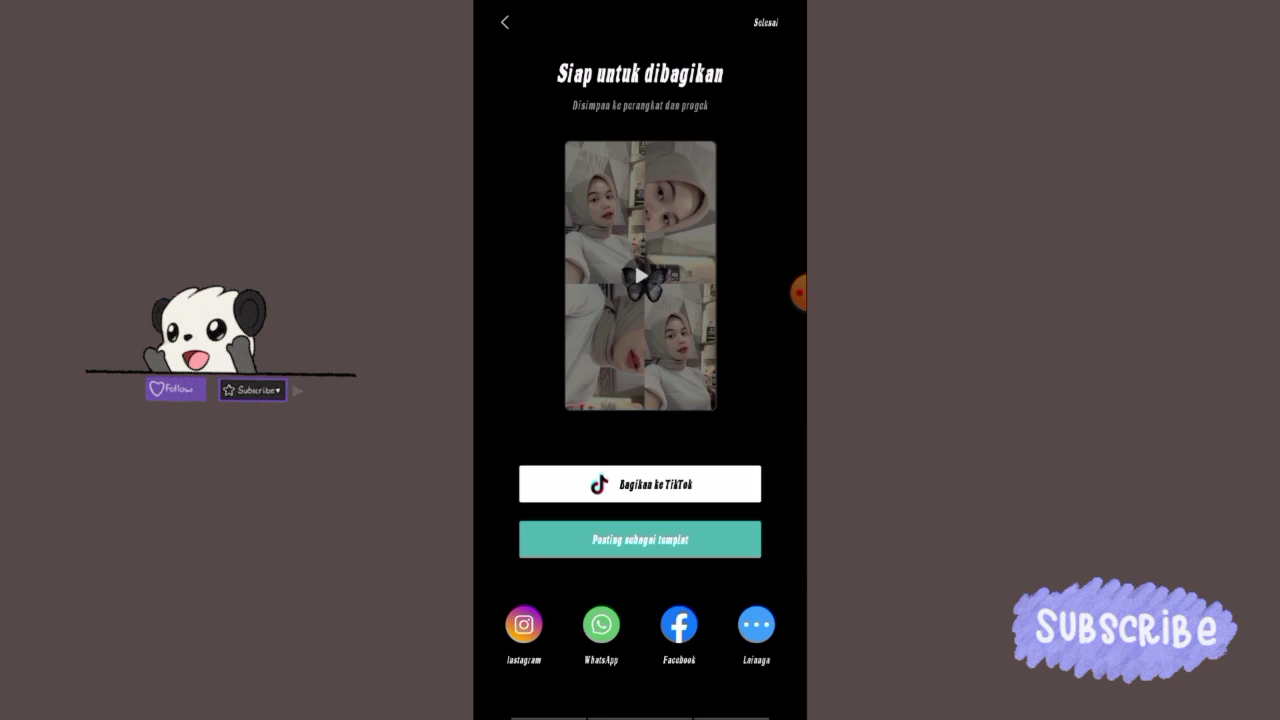 Selesai
Siap untuk dibagikan
Disimpan ke perangkat dan proyek
Bagikan ke TikTok
Posting sebagai templat
Instagram
WhatsApp
Facebook
Lainnya
Follow
Subscribe
SUBSCRIBE